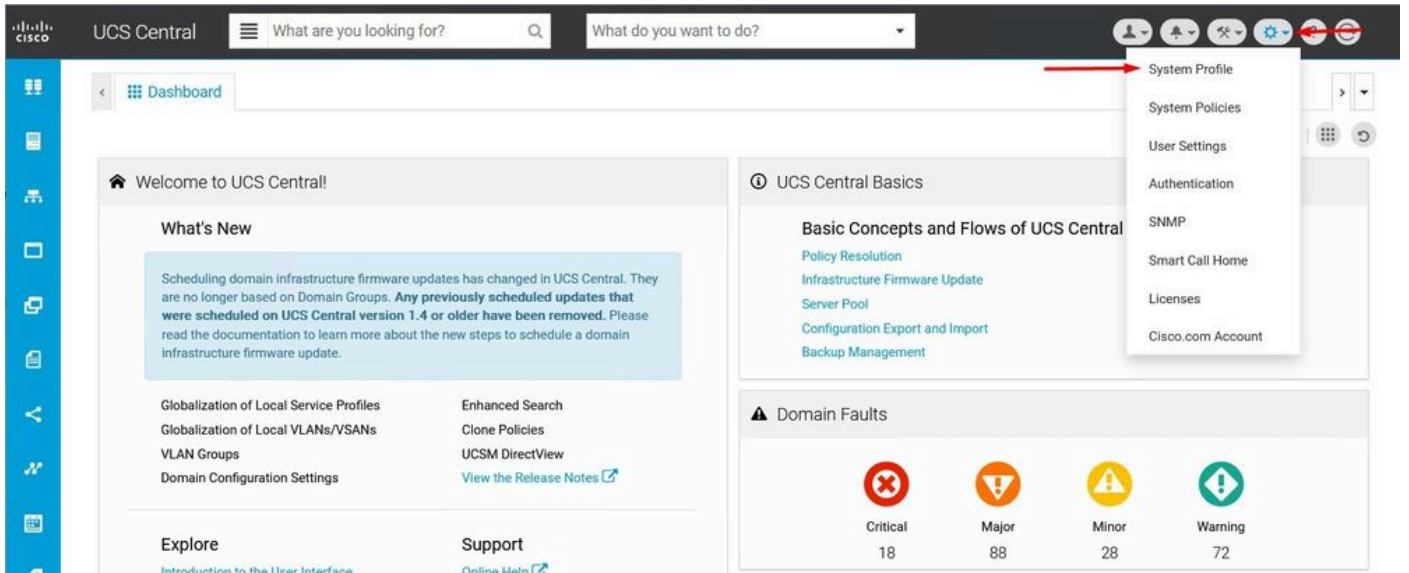 cisco
UCS Central
What are you looking for?
What do you want to do?
System Profile
System Policies
User Settings
Authentication
SNMP
Smart Call Home
Licenses
Cisco.com Account
Dashboard
Welcome to UCS Central!
What's New
Scheduling domain infrastructure firmware updates has changed in UCS Central. They
are no longer based on Domain Groups. Any previously scheduled updates that
were scheduled on UCS Central version 1.4 or older have been removed. Please
read the documentation to learn more about the new steps to schedule a domain
infrastructure firmware update.
Globalization of Local Service Profiles
Globalization of Local VLANs/VSANs
VLAN Groups
Domain Configuration Settings
Enhanced Search
Clone Policies
UCSM DirectView
View the Release Notes
Explore
Introduction to the User Interface
Support
Online Help
UCS Central Basics
Basic Concepts and Flows of UCS Central
Policy Resolution
Infrastructure Firmware Update
Server Pool
Configuration Export and Import
Backup Management
Domain Faults
Critical
18
Major
88
Minor
28
Warning
72